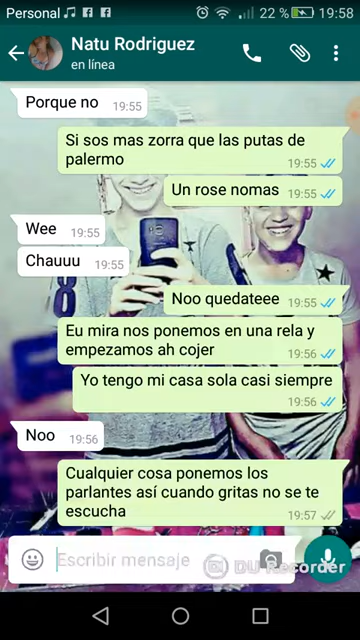 Personal 22 % 19:58
Natu Rodriguez
en línea
Porque no 19:55
Si sos mas zorra que las putas de
palermo 19:55
Un rose nomas 19:55
Wee 19:55
Chauuu 19:55
Noo quedateee 19:55
Eu mira nos ponemos en una rela y
empezamos ah cojer 19:56
Yo tengo mi casa sola casi siempre
19:56
Noo 19:56
Cualquier cosa ponemos los
parlantes así cuando gritas no se te
escucha 19:57
Escribir mensaje
DU Recorder